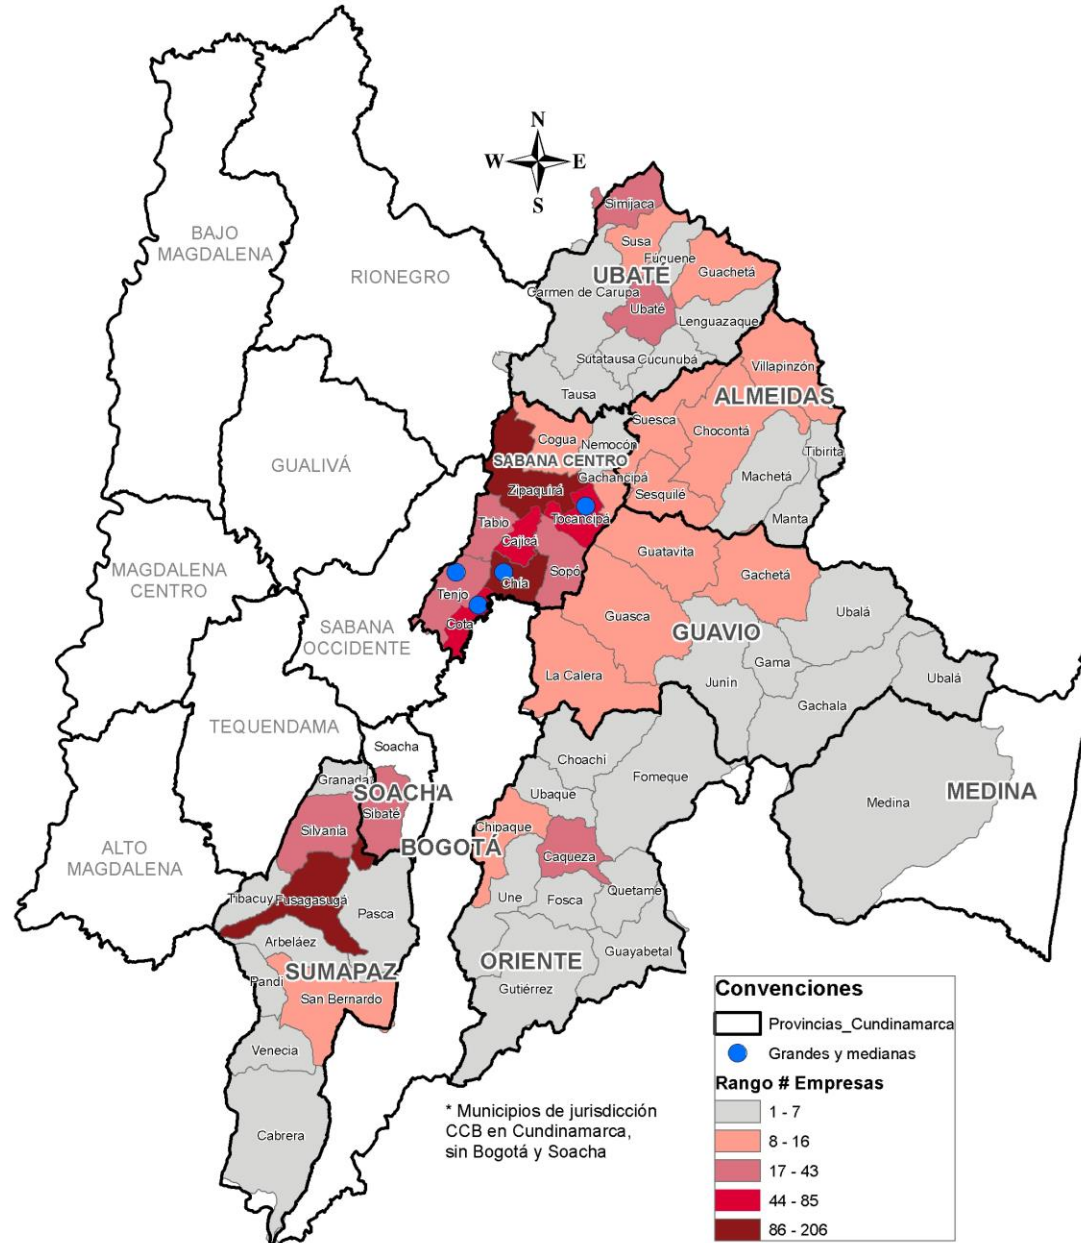 N
W E
S
BAJO
MAGDALENA
RIONEGRO
GUALIVÁ
MAGDALENA
CENTRO
SABANA
OCCIDENTE
TEQUENDAMA
ALTO
MAGDALENA
Simijaca
Susa
Fúquene
Guachetá
UBATÉ
Carmen de Carupa
Ubaté
Lenguazaque
Sutatausa
Cucunubá
Tausa
Villapinzón
ALMEIDAS
Suesca
Chocontá
Tibirita
Machetá
Sesquilé
Manta
Cogua
Nemocón
SABANA CENTRO
Gachancipá
Zipaquirá
Tabio
Tocancipá
Cajicá
Tenjo
Chía
Sopó
Cota
Guatavita
Gachetá
Guasca
GUAVIO
Ubalá
La Calera
Gama
Junin
Ubalá
Gachala
Soacha
Granada
SOACHA
Sibaté
Silvania
BOGOTÁ
Choachí
Fomeque
Ubaque
Chipaque
Caqueza
Medina
MEDINA
Tibacuy
Fusagasugá
Pasca
Une
Fosca
Quetame
Arbeláez
Guayabetal
ORIENTE
SUMAPAZ
Pandi
San Bernardo
Gutiérrez
Venecia
Cabrera
* Municipios de jurisdicción
CCB en Cundinamarca,
sin Bogotá y Soacha
Convenciones
Provincias_Cundinamarca
Grandes y medianas
Rango # Empresas
1 - 7
8 - 16
17 - 43
44 - 85
86 - 206